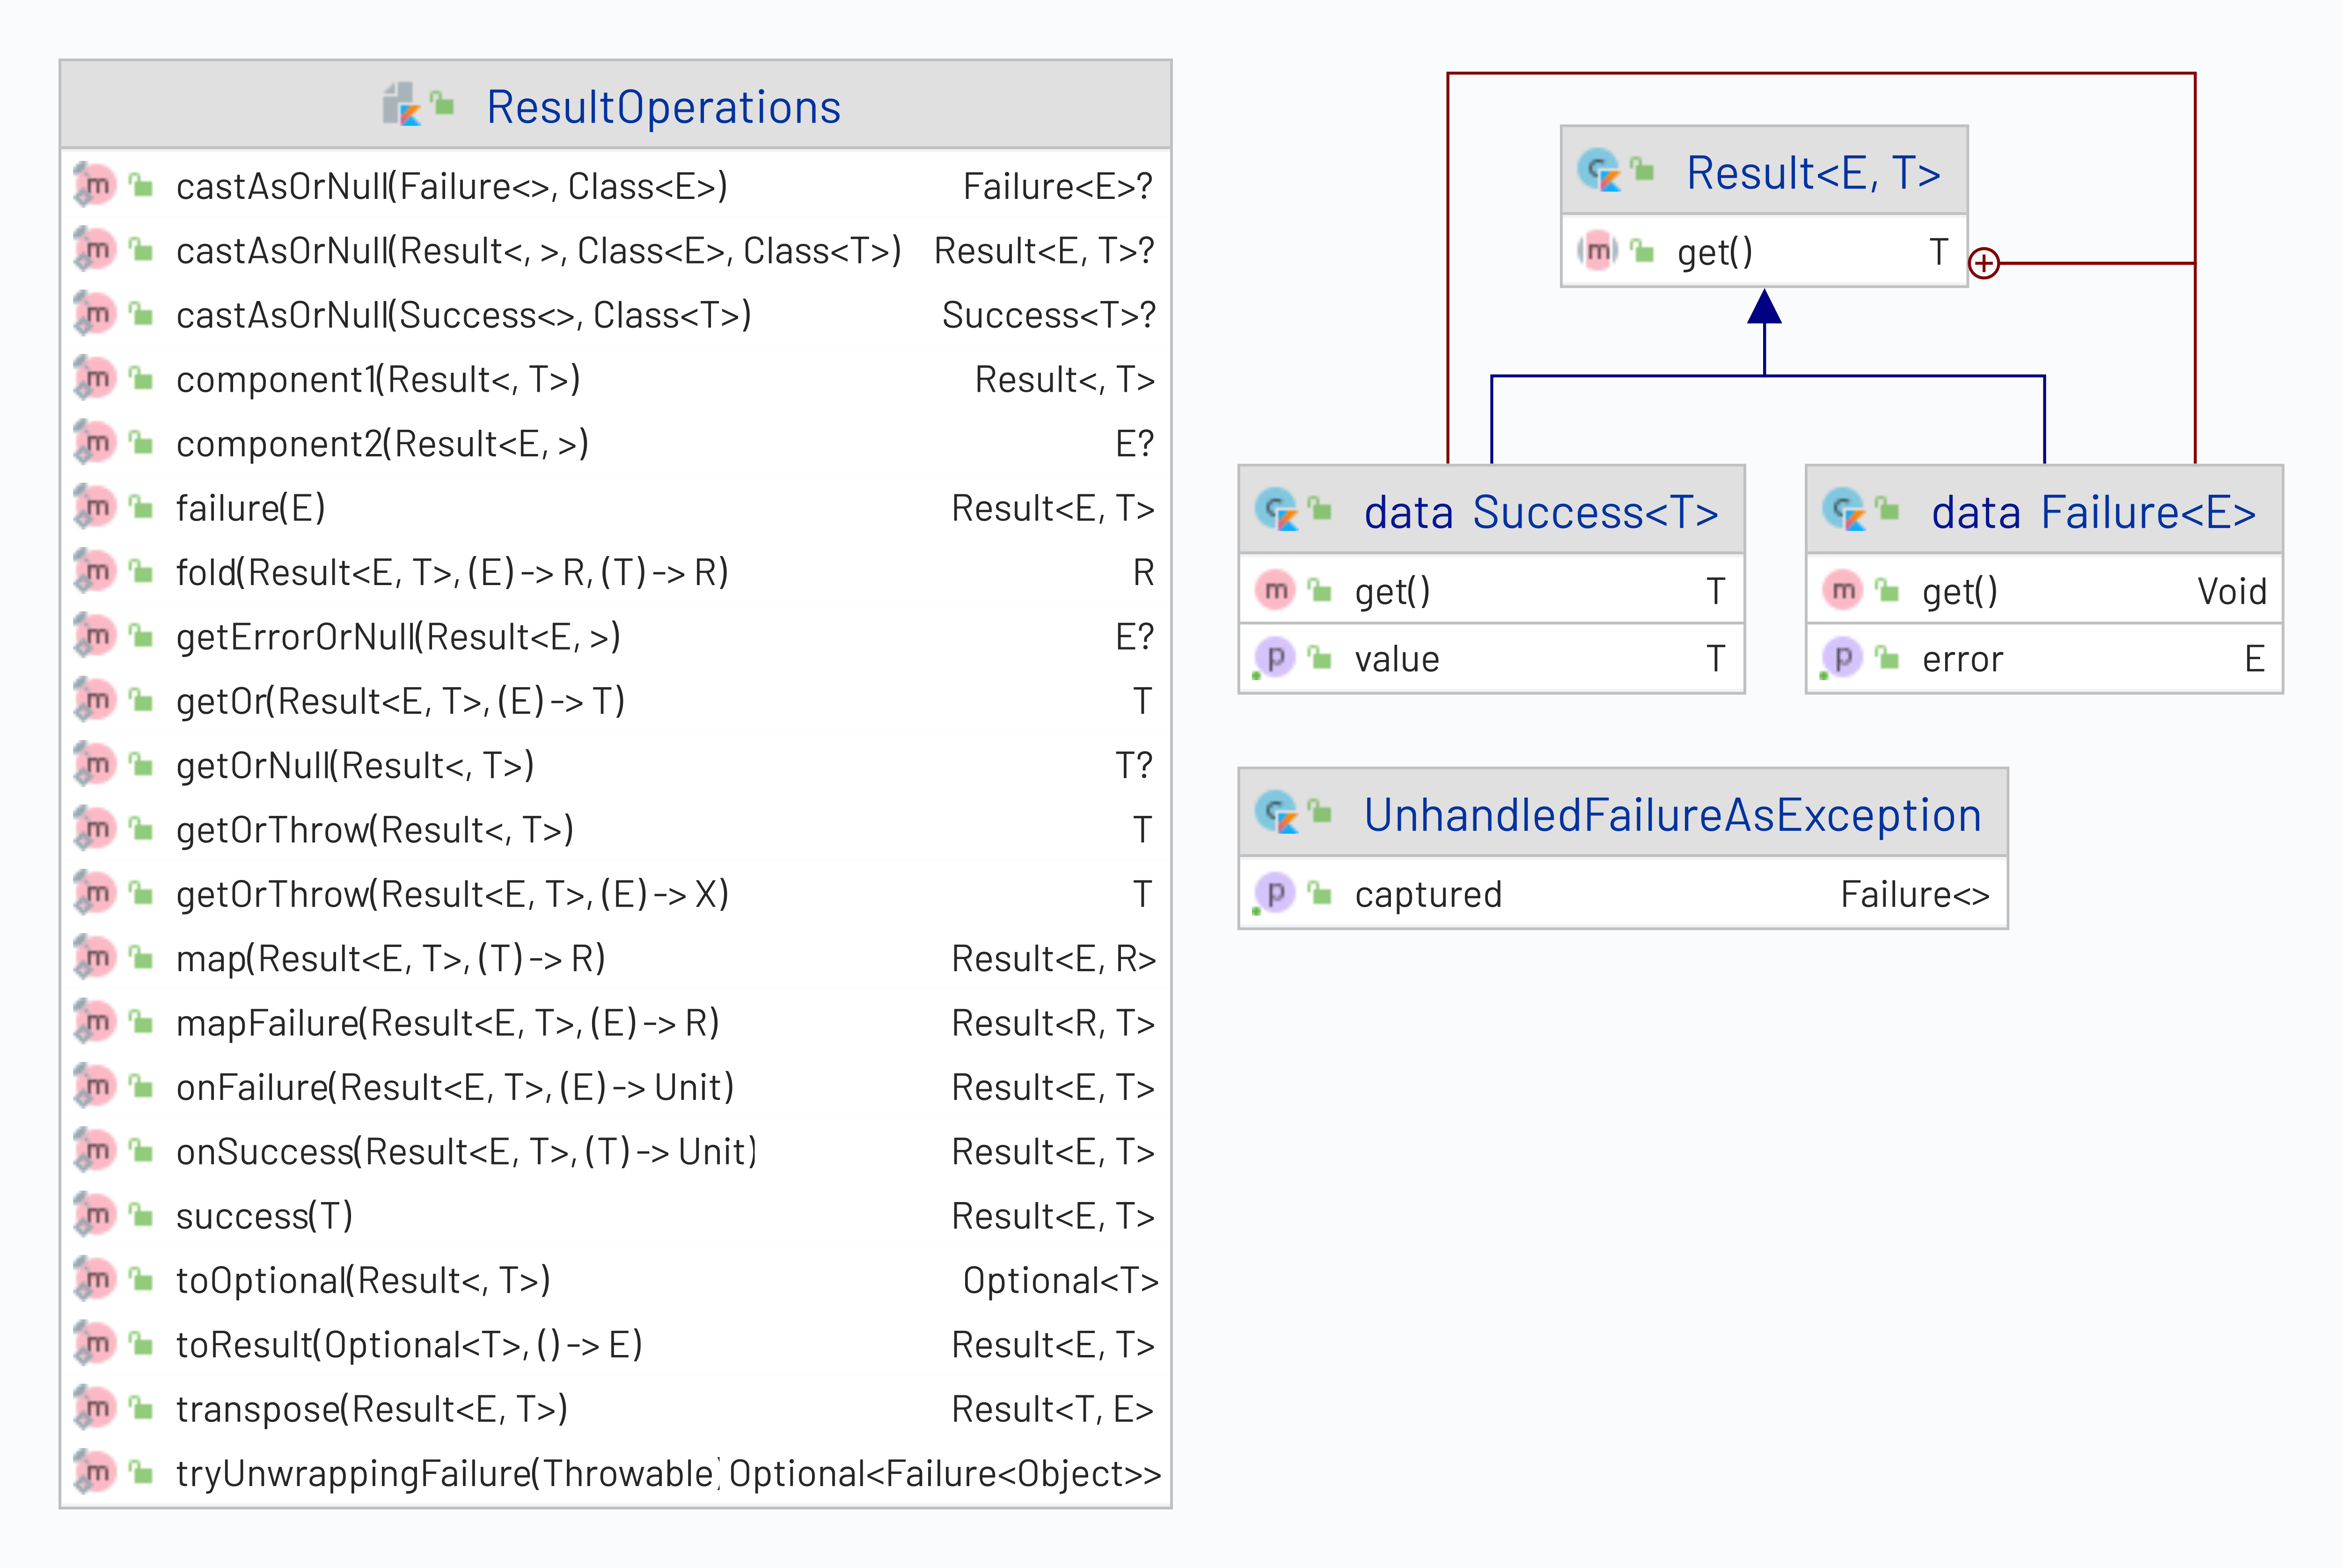 ResultOperations
castAsOrNull(Failure<>, Class<E>) Failure<E>?
castAsOrNull(Result<, >, Class<E>, Class<T>) Result<E, T>?
castAsOrNull(Success<>, Class<T>) Success<T>?
component1(Result<, T>) Result<, T>
component2(Result<E, >) E?
failure(E) Result<E, T>
fold(Result<E, T>, (E) -> R, (T) -> R) R
getErrorOrNull(Result<E, >) E?
getOr(Result<E, T>, (E) -> T) T
getOrNull(Result<, T>) T?
getOrThrow(Result<, T>) T
getOrThrow(Result<E, T>, (E) -> X) T
map(Result<E, T>, (T) -> R) Result<E, R>
mapFailure(Result<E, T>, (E) -> R) Result<R, T>
onFailure(Result<E, T>, (E) -> Unit) Result<E, T>
onSuccess(Result<E, T>, (T) -> Unit) Result<E, T>
success(T) Result<E, T>
toOptional(Result<, T>) Optional<T>
toResult(Optional<T>, () -> E) Result<E, T>
transpose(Result<E, T>) Result<T, E>
tryUnwrappingFailure(Throwable) Optional<Failure<Object>>
Result<E, T>
get() T
data Success<T>
get() T
value T
data Failure<E>
get() Void
error E
UnhandledFailureAsException
captured Failure<>